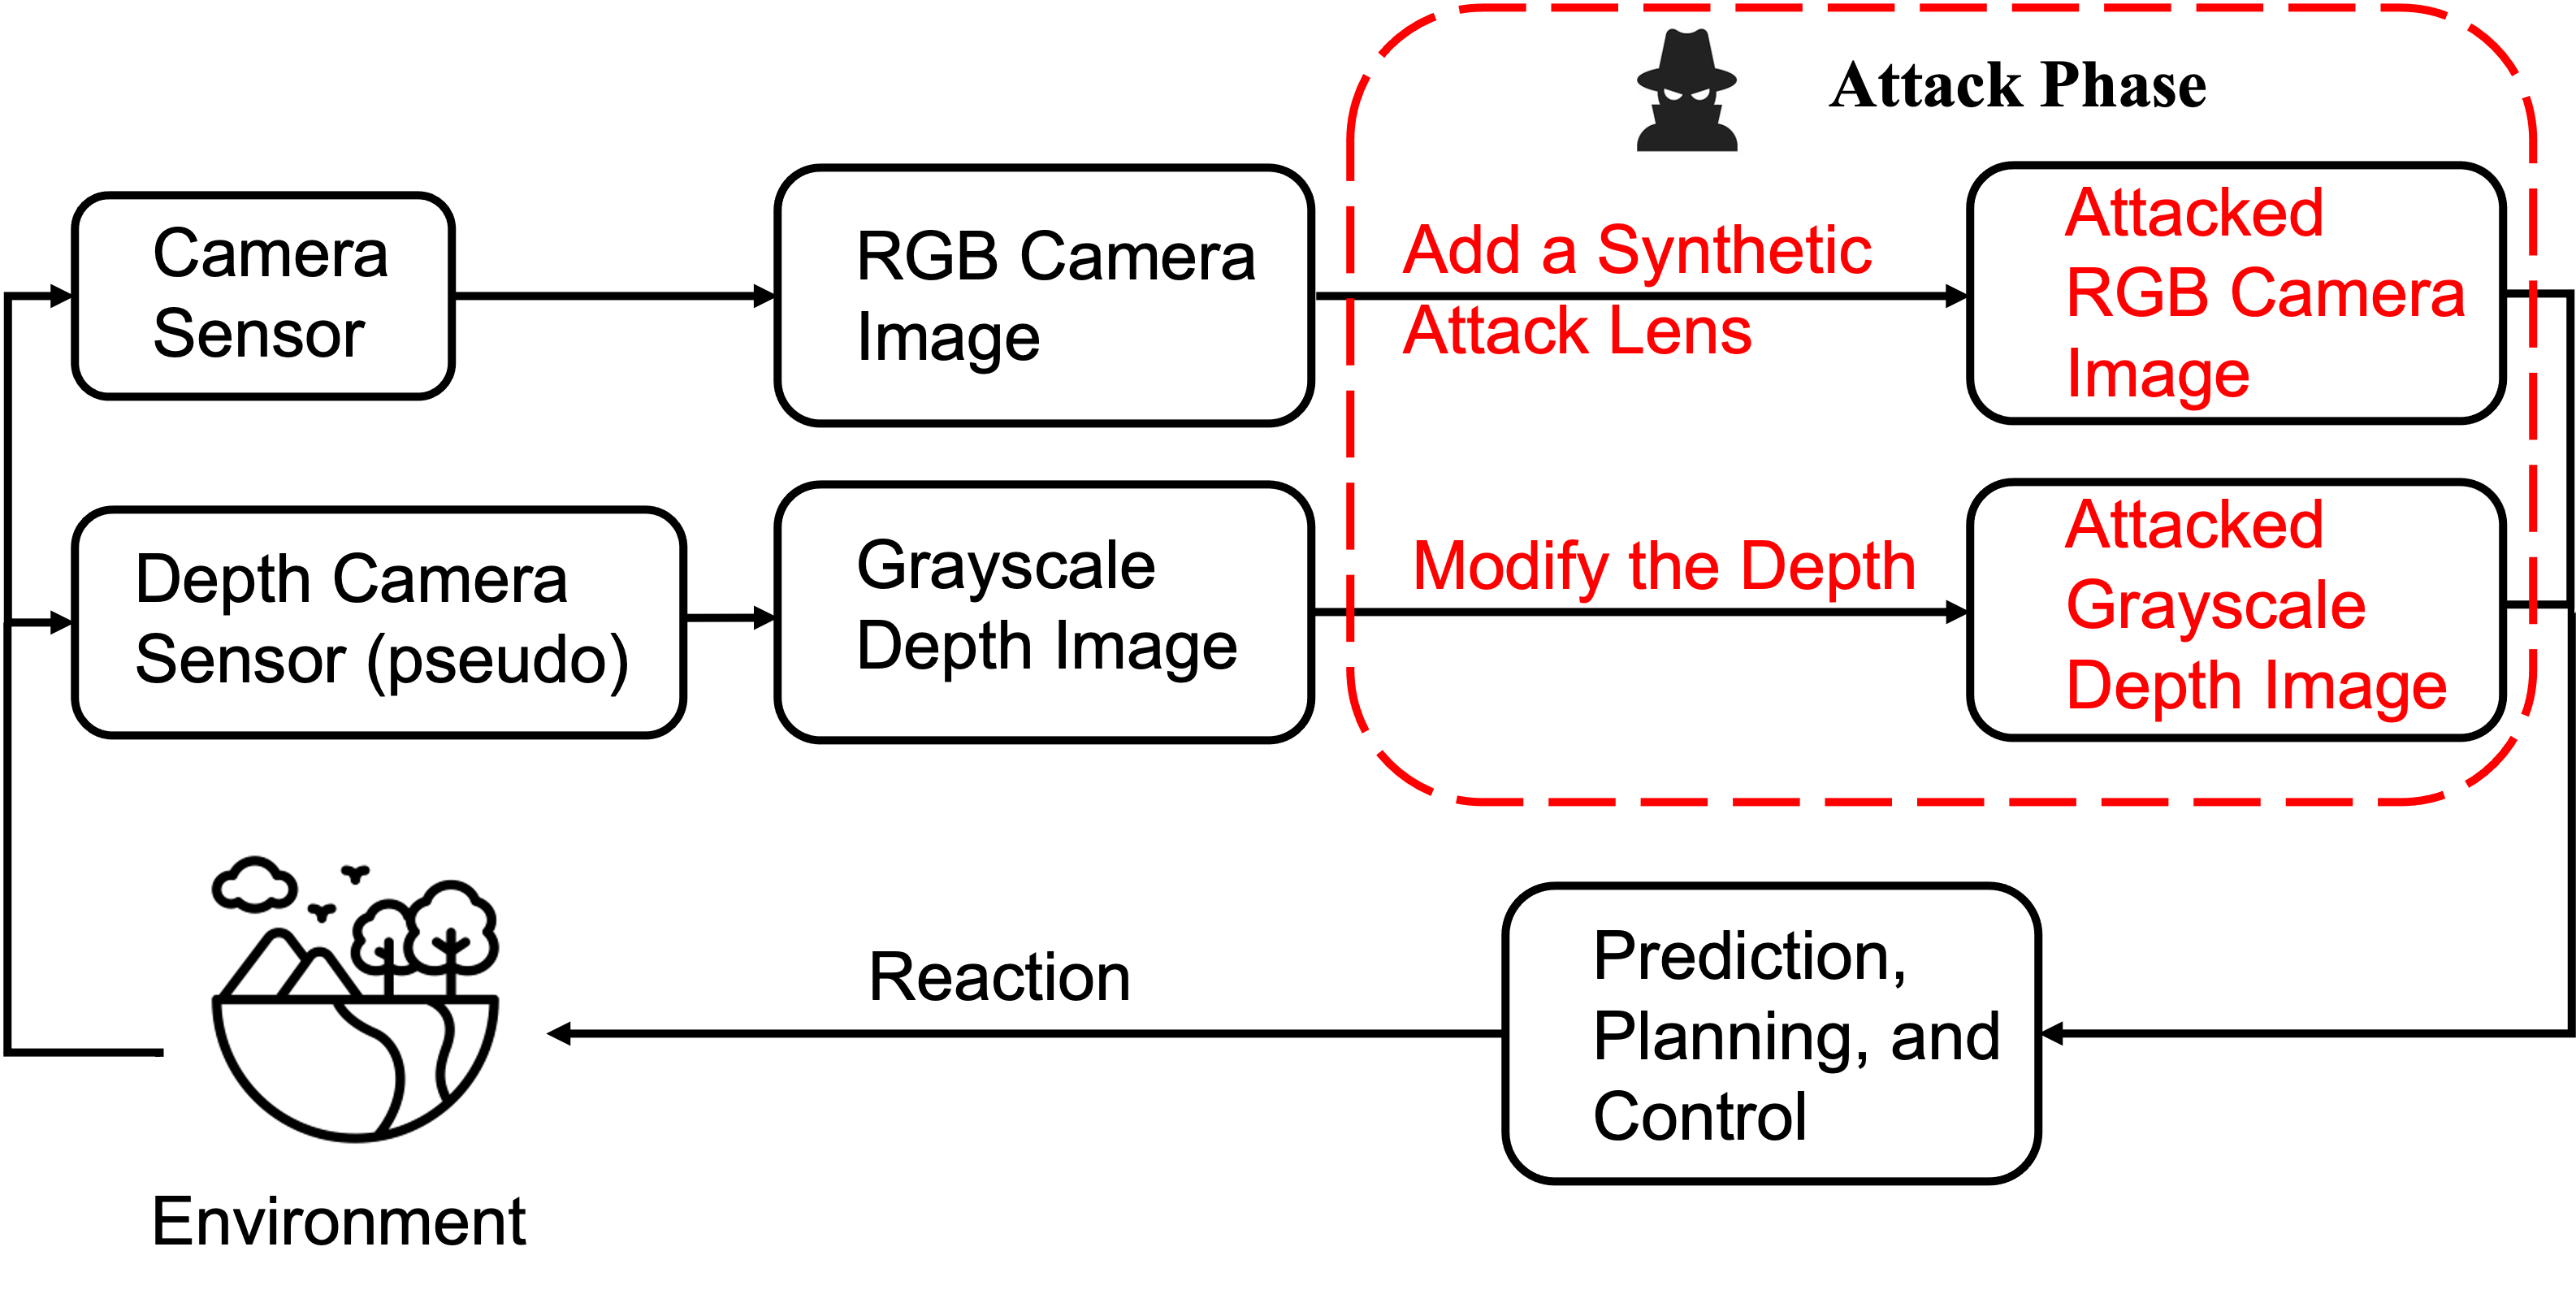 Attack Phase
Camera
Sensor
RGB Camera
Image
Add a Synthetic
Attack Lens
Attacked
RGB Camera
Image
Depth Camera
Sensor (pseudo)
Grayscale
Depth Image
Modify the Depth
Attacked
Grayscale
Depth Image
Reaction
Prediction,
Planning, and
Control
Environment